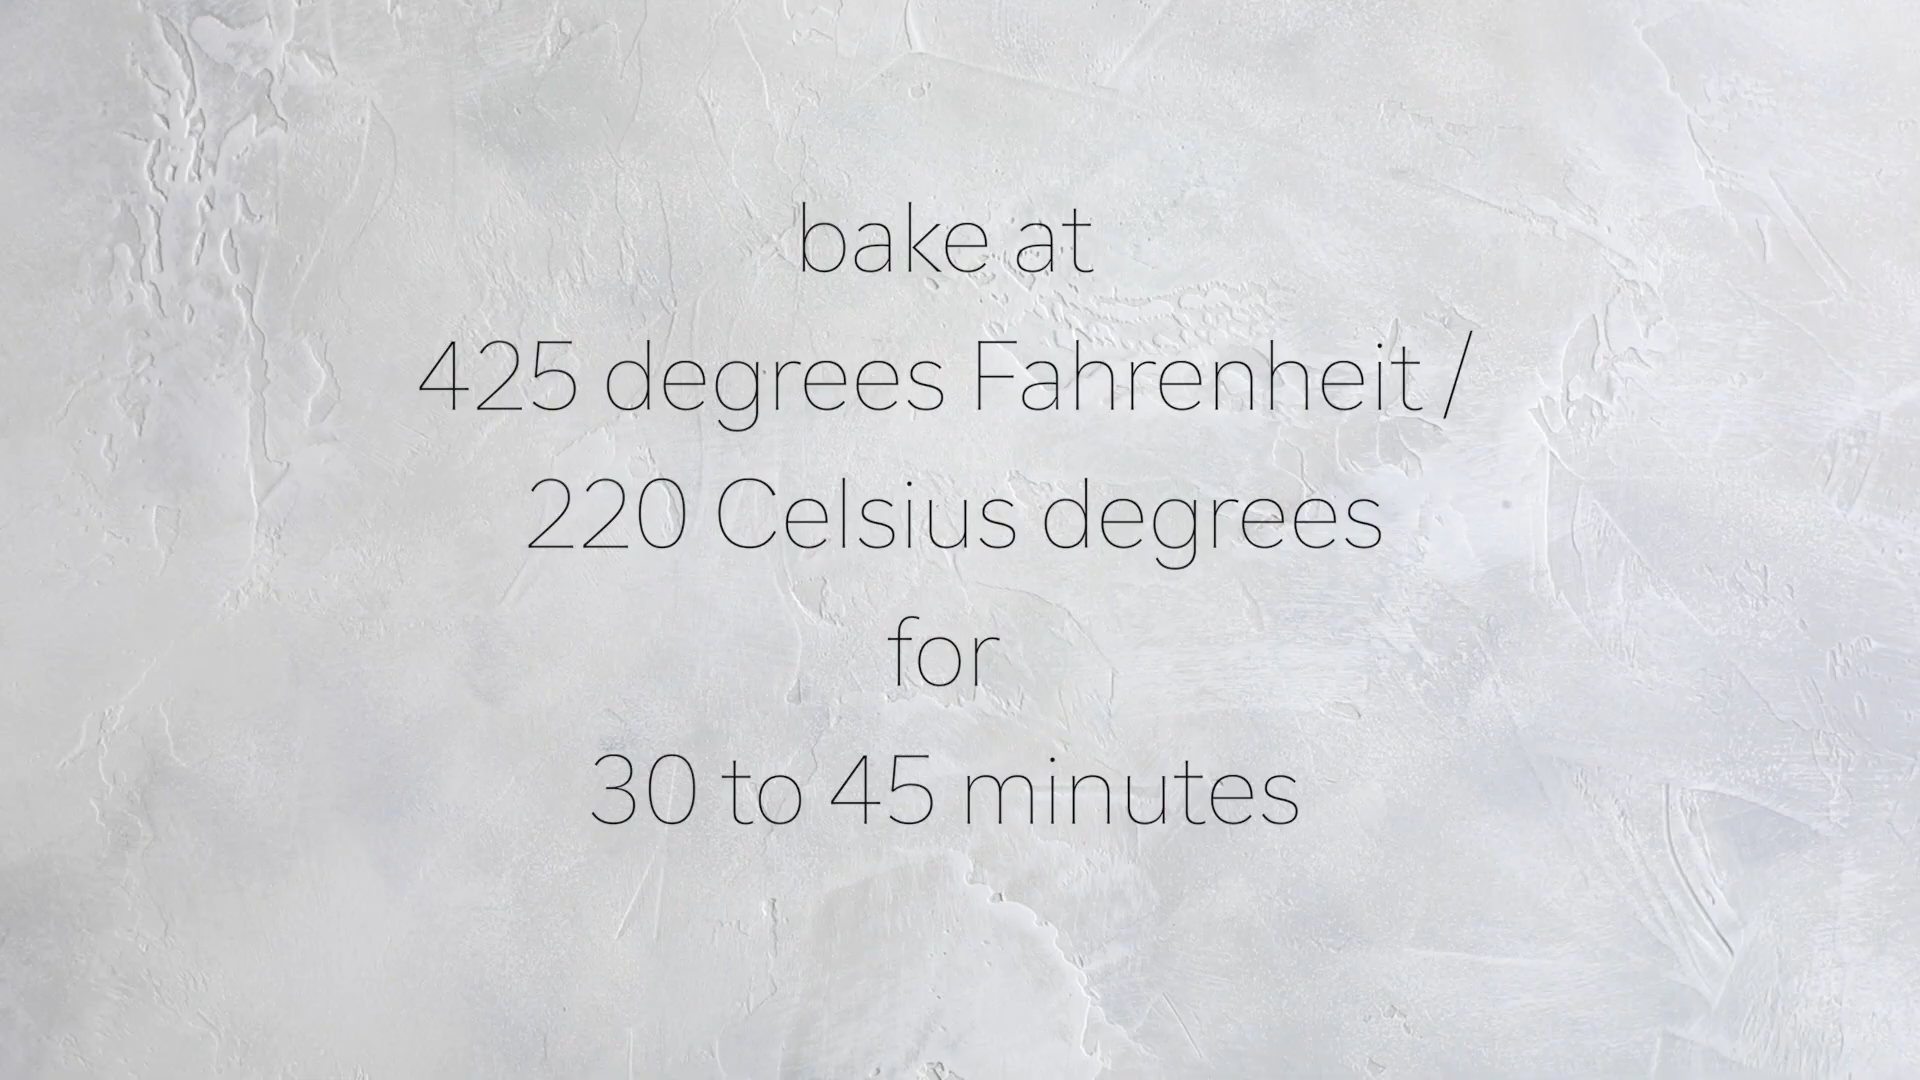 bake at
425 degrees Fahrenheit /
220 Celsius degrees
for
30 to 45 minutes